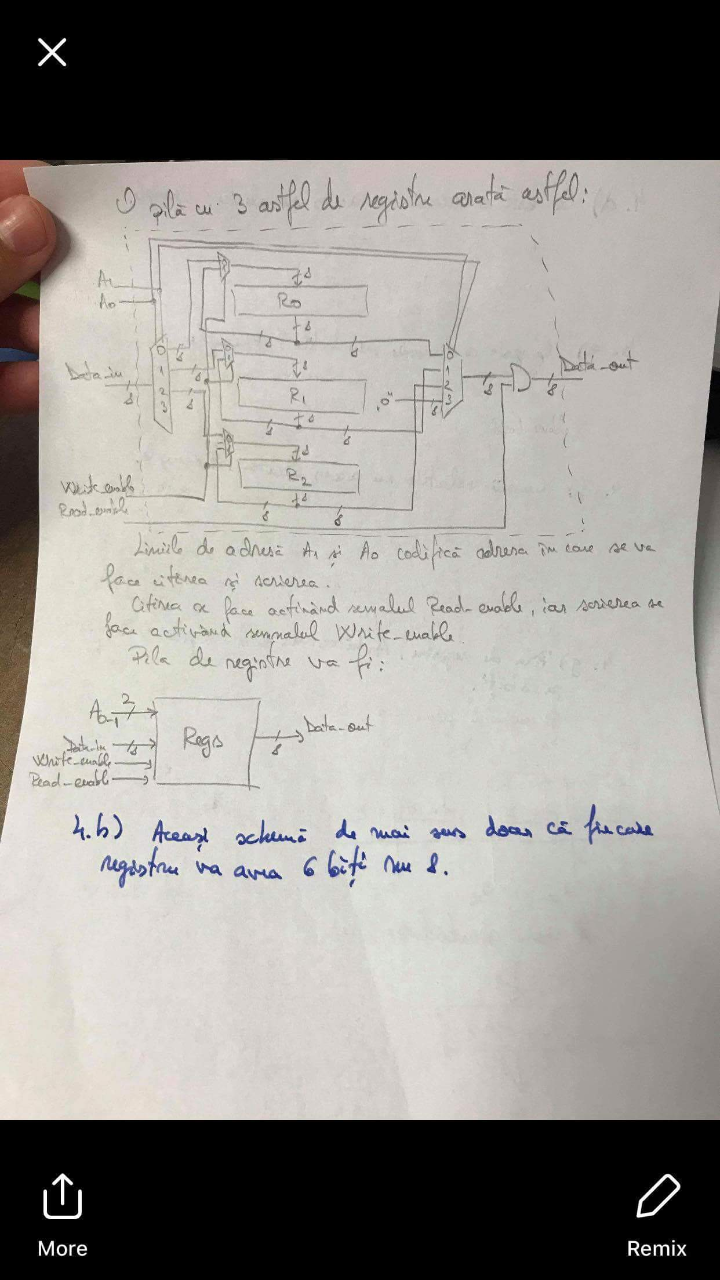 O pilă cu 3 astfel de registre arată astfel:
A1
A0
Data_in
8
Write_enable
Read_enable
0
1
2
3
8
8
8
R0
8
8
8
8
R1
8
8
8
8
R2
8
8
8
8
"0"
8
0
1
2
3
8
8
Data_out
Liniile de adresă A1 și A0 codifică adresa în care se va
face citirea și scrierea.
Citirea se face activând semnalul Read_enable, iar scrierea se
face activând semnalul Write_enable.
Pila de registre va fi:
A0-1
2
Data_in
8
Write_enable
Read_enable
Regs
8
Data_out
4.b) Aceeași schemă de mai sus doar că fiecare
registru va avea 6 biți nu 8.
More
Remix